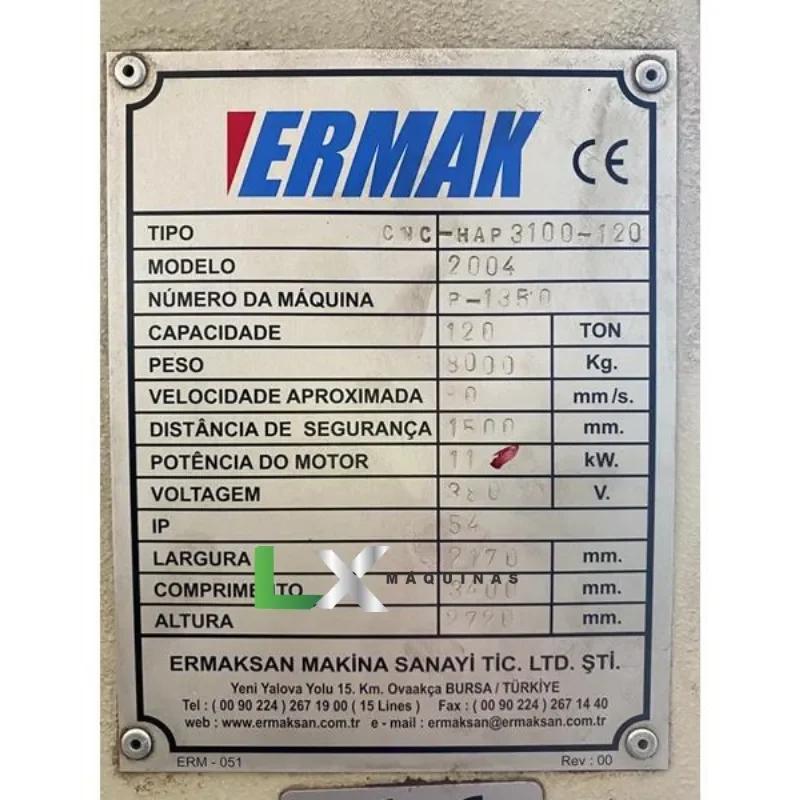 ERMAK CE
TIPO CNC-HAP 3100-120
MODELO 2004
NÚMERO DA MÁQUINA P-1350
CAPACIDADE 120 TON
PESO 8000 Kg.
VELOCIDADE APROXIMADA mm/s.
DISTÂNCIA DE SEGURANÇA 1500 mm.
POTÊNCIA DO MOTOR 11 kW.
VOLTAGEM 380 V.
IP 54
LARGURA 2170 mm.
LX MÁQUINAS
COMPRIMENTO 3400 mm.
ALTURA mm.
ERMAKSAN MAKİNA SANAYİ TİC. LTD. ŞTİ.
Yeni Yalova Yolu 15. Km. Ovaakça BURSA / TÜRKİYE
Tel : ( 00 90 224 ) 267 19 00 ( 15 Lines ) Fax : ( 00 90 224 ) 267 14 40
web : www.ermaksan.com.tr e - mail : ermaksan@ermaksan.com.tr
ERM - 051 Rev : 00